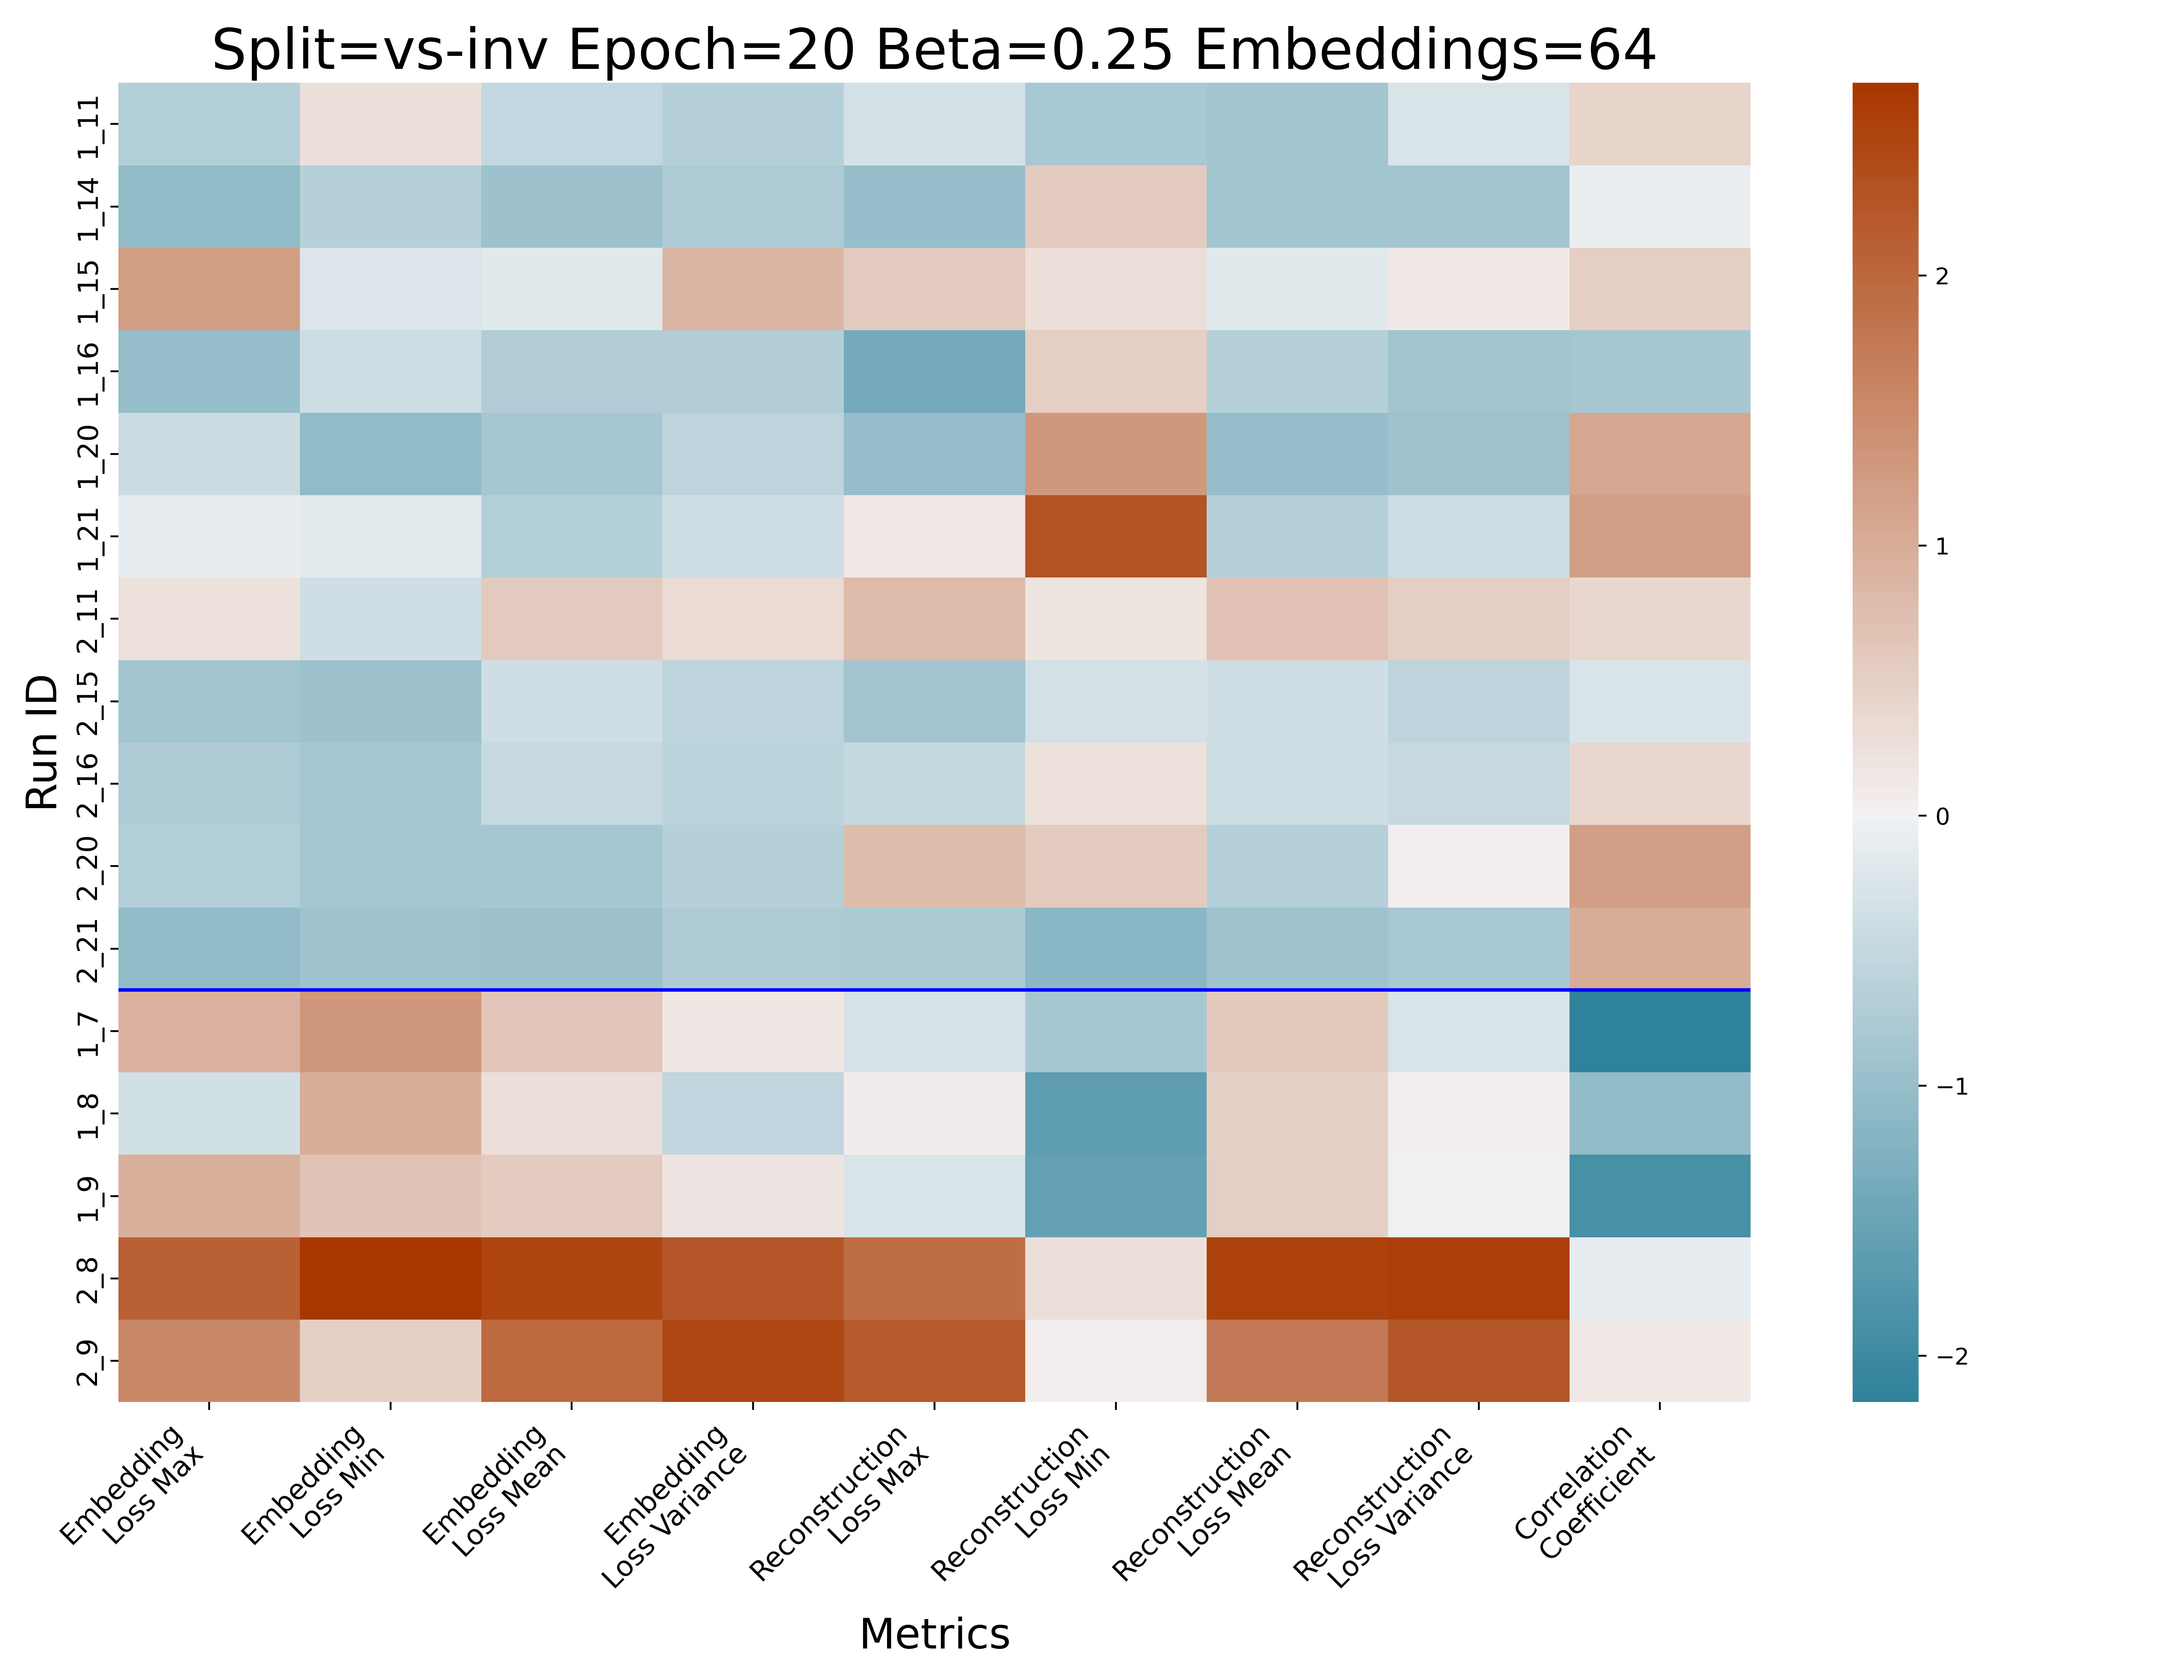 Split=vs-inv Epoch=20 Beta=0.25 Embeddings=64
Run ID
1_11
1_14
1_15
1_16
1_20
1_21
2_11
2_15
2_16
2_20
2_21
1_7
1_8
1_9
2_8
2_9
Embedding
Loss Max
Embedding
Loss Min
Embedding
Loss Mean
Embedding
Loss Variance
Reconstruction
Loss Max
Reconstruction
Loss Min
Reconstruction
Loss Mean
Reconstruction
Loss Variance
Correlation
Coefficient
Metrics
2
1
0
−1
−2